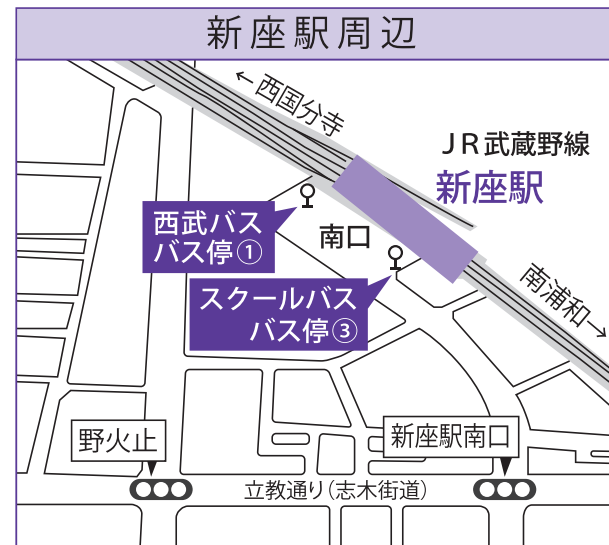 新座駅周辺
←西国分寺
JR武蔵野線
新座駅
西武バス
バス停①
南口
スクールバス
バス停③
南浦和→
野火止
新座駅南口
立教通り(志木街道)